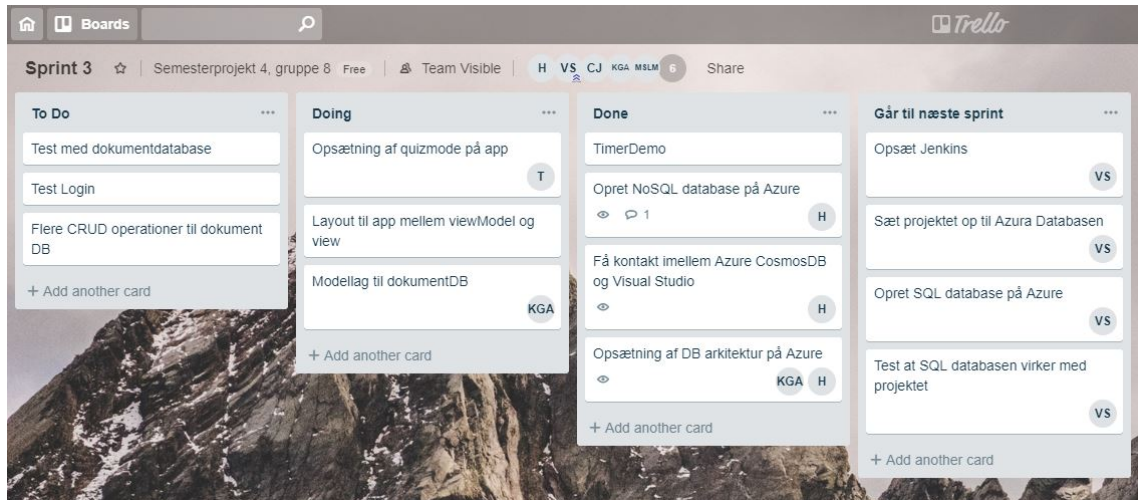 Boards
Trello
Sprint 3
Semesterprojekt 4, gruppe 8
Free
Team Visible
H
VS
CJ
KGA
MSLM
6
Share
To Do
Test med dokumentdatabase
Test Login
Flere CRUD operationer til dokument
DB
+ Add another card
Doing
Opsætning af quizmode på app
T
Layout til app mellem viewModel og
view
Modellag til dokumentDB
KGA
+ Add another card
Done
TimerDemo
Opret NoSQL database på Azure
1
H
Få kontakt imellem Azure CosmosDB
og Visual Studio
H
Opsætning af DB arkitektur på Azure
KGA H
+ Add another card
Går til næste sprint
Opsæt Jenkins
VS
Sæt projektet op til Azura Databasen
VS
Opret SQL database på Azure
VS
Test at SQL databasen virker med
projektet
VS
+ Add another card